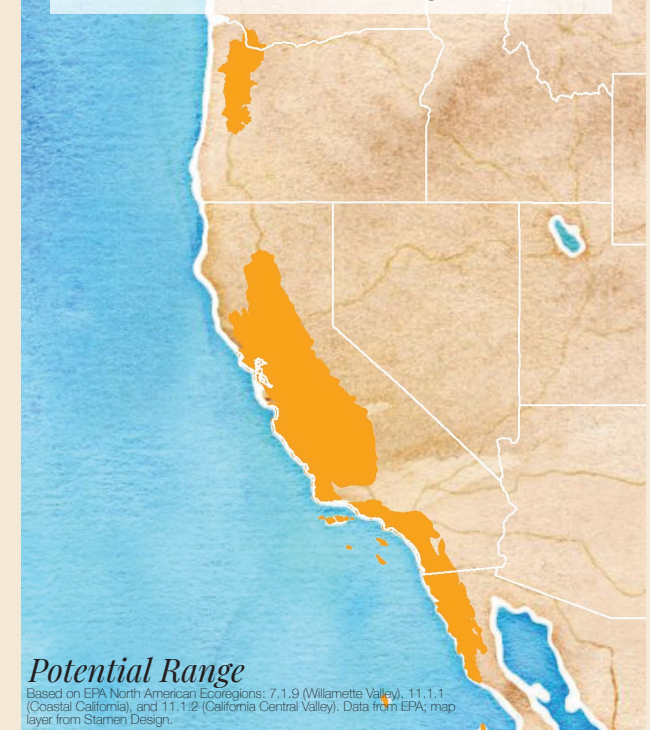 Potential Range
Based on EPA North American Ecoregions: 7.1.9 (Willamette Valley), 11.1.1
(Coastal California), and 11.1.2 (California Central Valley). Data from EPA; map
layer from Stamen Design.